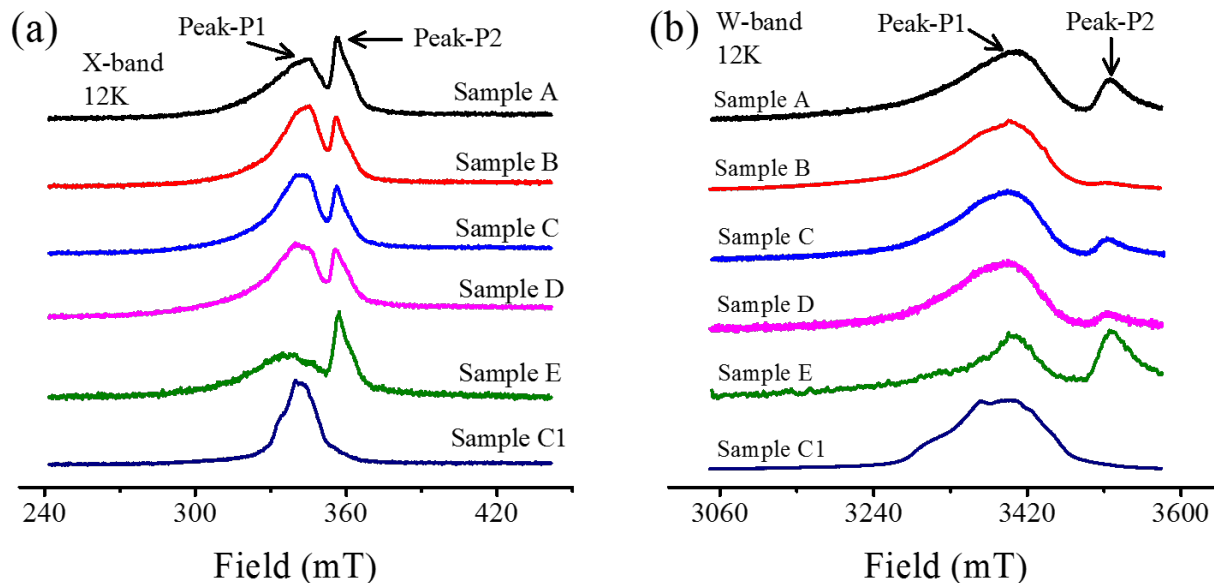 (a)
Peak-P1
Peak-P2
X-band
12K
Sample A
Sample B
Sample C
Sample D
Sample E
Sample C1
240
300
360
420
Field (mT)
(b)
W-band
12K
Peak-P1
Peak-P2
Sample A
Sample B
Sample C
Sample D
Sample E
Sample C1
3060
3240
3420
3600
Field (mT)